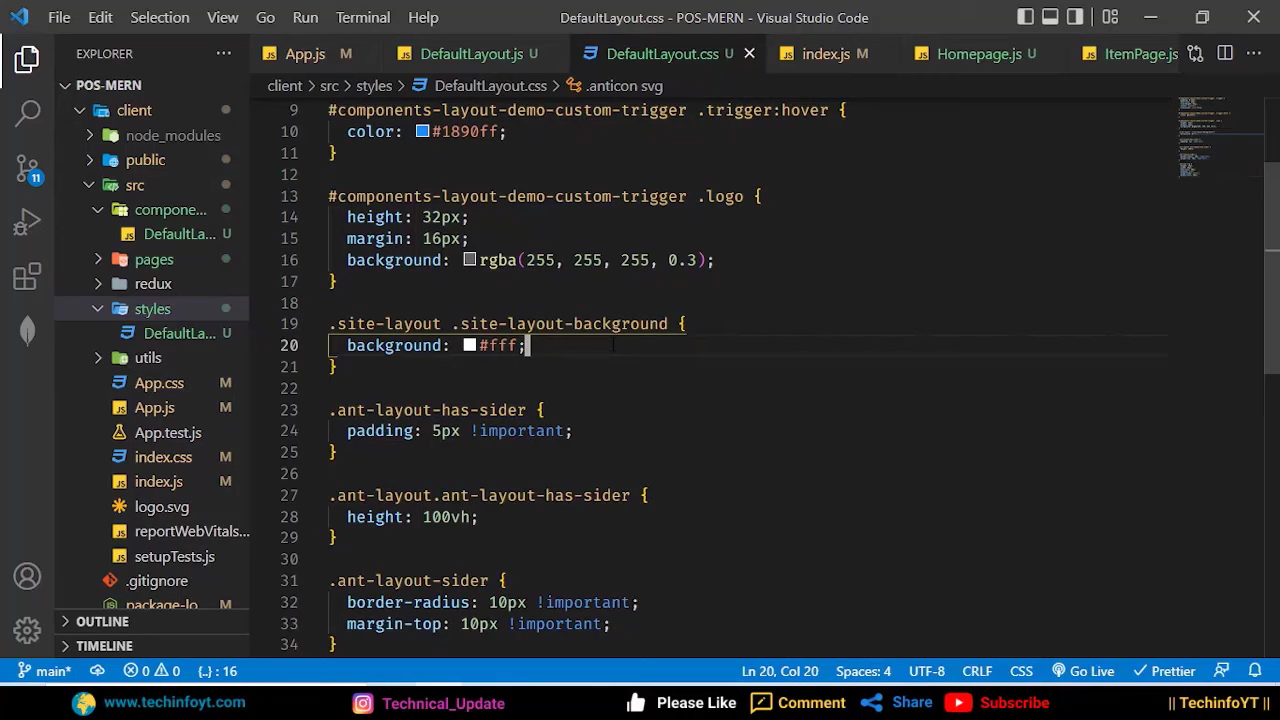 File Edit Selection View Go Run Terminal Help DefaultLayout.css - POS-MERN - Visual Studio Code
EXPLORER
App.js M DefaultLayout.js U DefaultLayout.css index.js M Homepage.js U ItemPage.js
POS-MERN
client > src > styles > DefaultLayout.css > .anticon svg
client
node_modules
public
src
compone...
DefaultLa... U
pages
redux
styles
DefaultLa... U
utils
App.css M
App.js M
App.test.js
index.css M
index.js M
logo.svg
reportWebVitals...
setupTests.js
.gitignore
package-lo
OUTLINE
TIMELINE
11
9 #components-layout-demo-custom-trigger .trigger:hover {
10 color: #1890ff;
11 }
12
13 #components-layout-demo-custom-trigger .logo {
14 height: 32px;
15 margin: 16px;
16 background: rgba(255, 255, 255, 0.3);
17 }
18
19 .site-layout .site-layout-background {
20 background: #fff;
21 }
22
23 .ant-layout-has-sider {
24 padding: 5px !important;
25 }
26
27 .ant-layout.ant-layout-has-sider {
28 height: 100vh;
29 }
30
31 .ant-layout-sider {
32 border-radius: 10px !important;
33 margin-top: 10px !important;
34 }
main* 0 0 {..} : 16 Ln 20, Col 20 Spaces: 4 UTF-8 CRLF CSS Go Live Prettier
www.techinfoyt.com Technical_Update Please Like Comment Share Subscribe || TechinfoYT ||